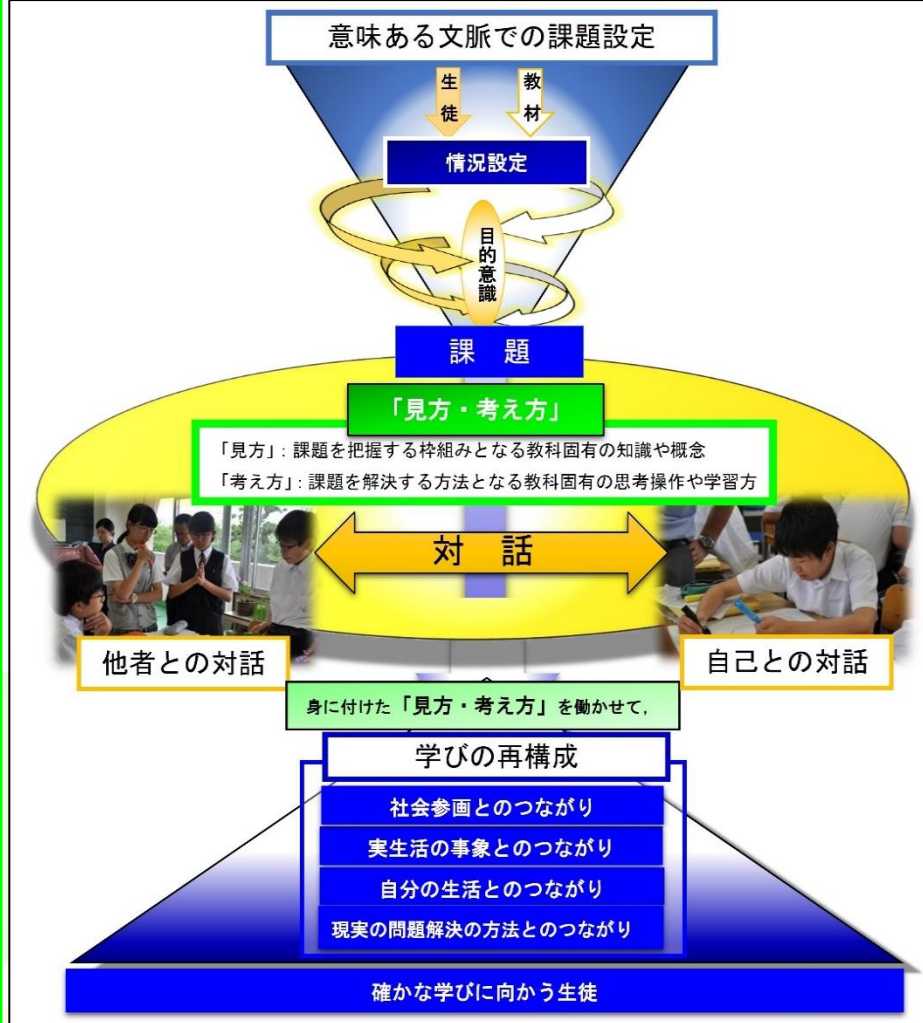 意味ある文脈での課題設定
生徒
教材
情況設定
目的意識
課 題
「見方・考え方」
「見方」：課題を把握する枠組みとなる教科固有の知識や概念
「考え方」：課題を解決する方法となる教科固有の思考操作や学習方
対 話
他者との対話
自己との対話
身に付けた「見方・考え方」を働かせて，
学びの再構成
社会参画とのつながり
実生活の事象とのつながり
自分の生活とのつながり
現実の問題解決の方法とのつながり
確かな学びに向かう生徒